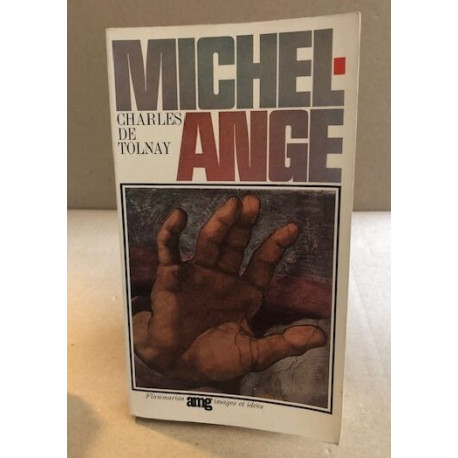 MICHEL-
CHARLES
DE
TOLNAY
ANGE
Flammarion amg images et idées